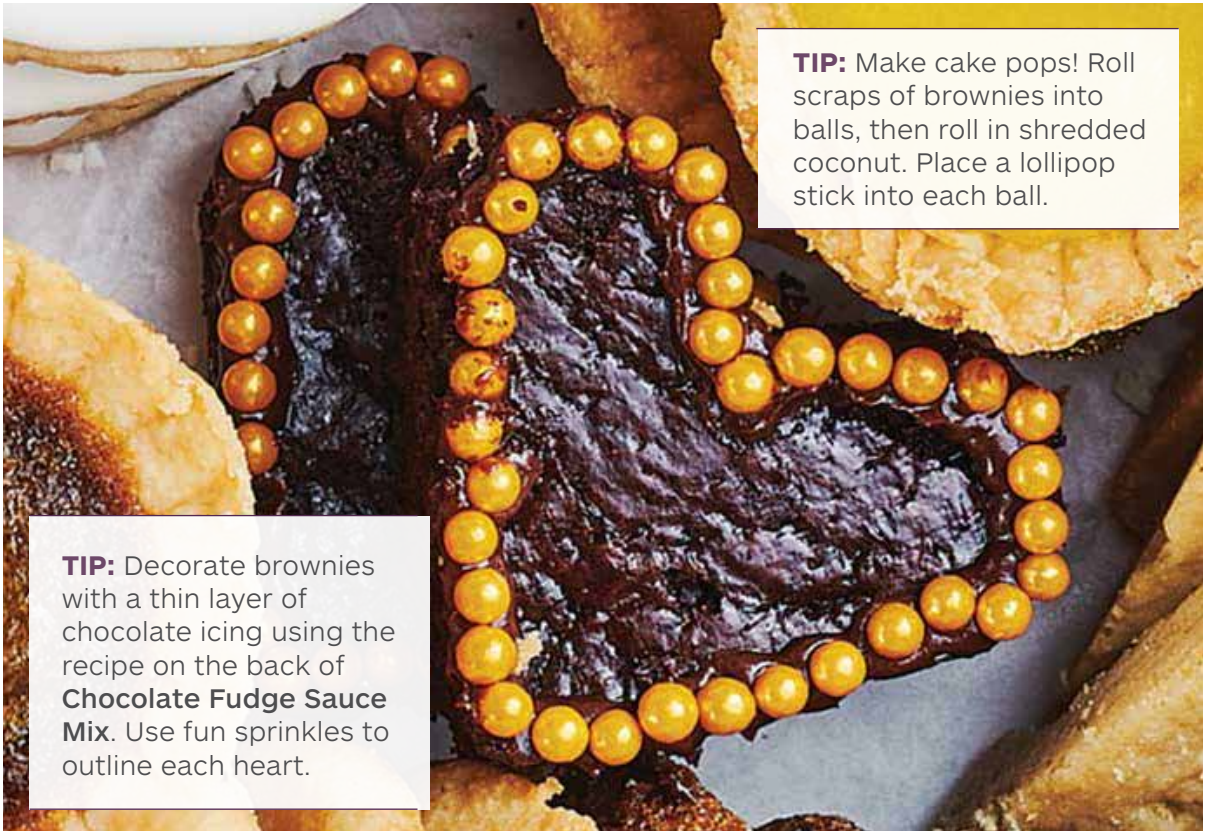 TIP: Make cake pops! Roll
scraps of brownies into
balls, then roll in shredded
coconut. Place a lollipop
stick into each ball.
TIP: Decorate brownies
with a thin layer of
chocolate icing using the
recipe on the back of
Chocolate Fudge Sauce
Mix. Use fun sprinkles to
outline each heart.